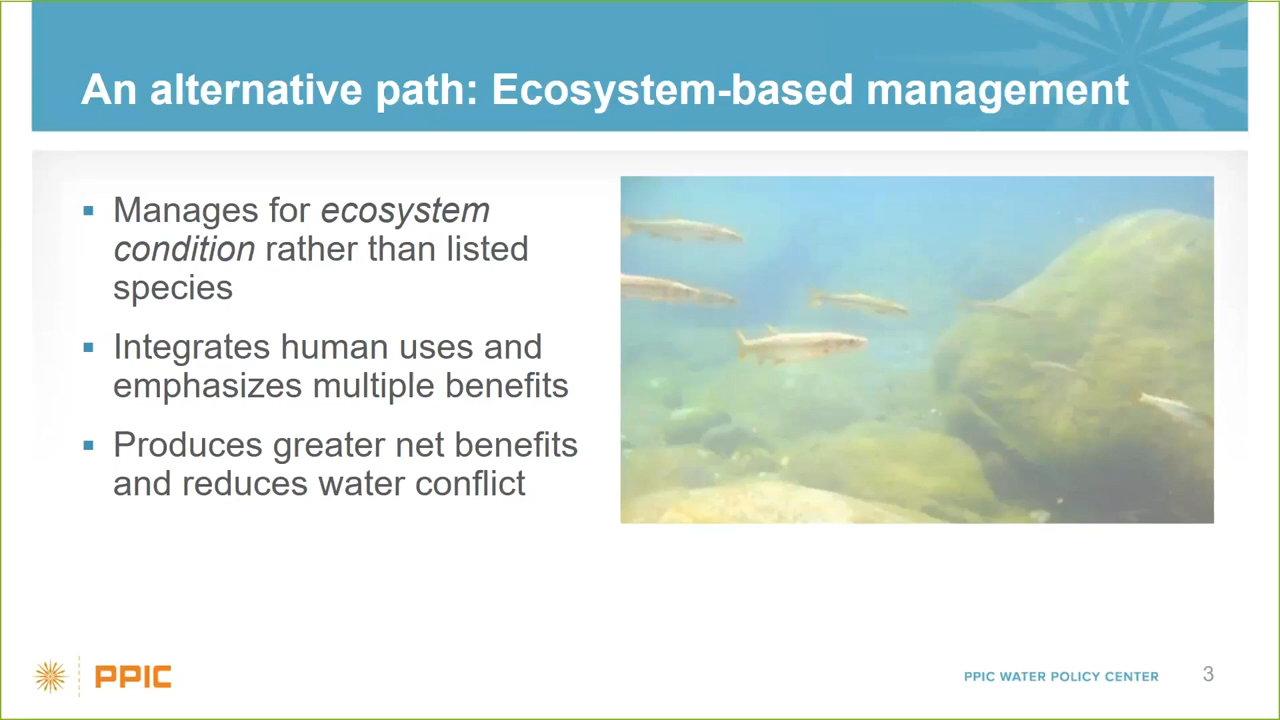 An alternative path: Ecosystem-based management
▪ Manages for ecosystem
condition rather than listed
species
▪ Integrates human uses and
emphasizes multiple benefits
▪ Produces greater net benefits
and reduces water conflict
PPIC
PPIC WATER POLICY CENTER
3